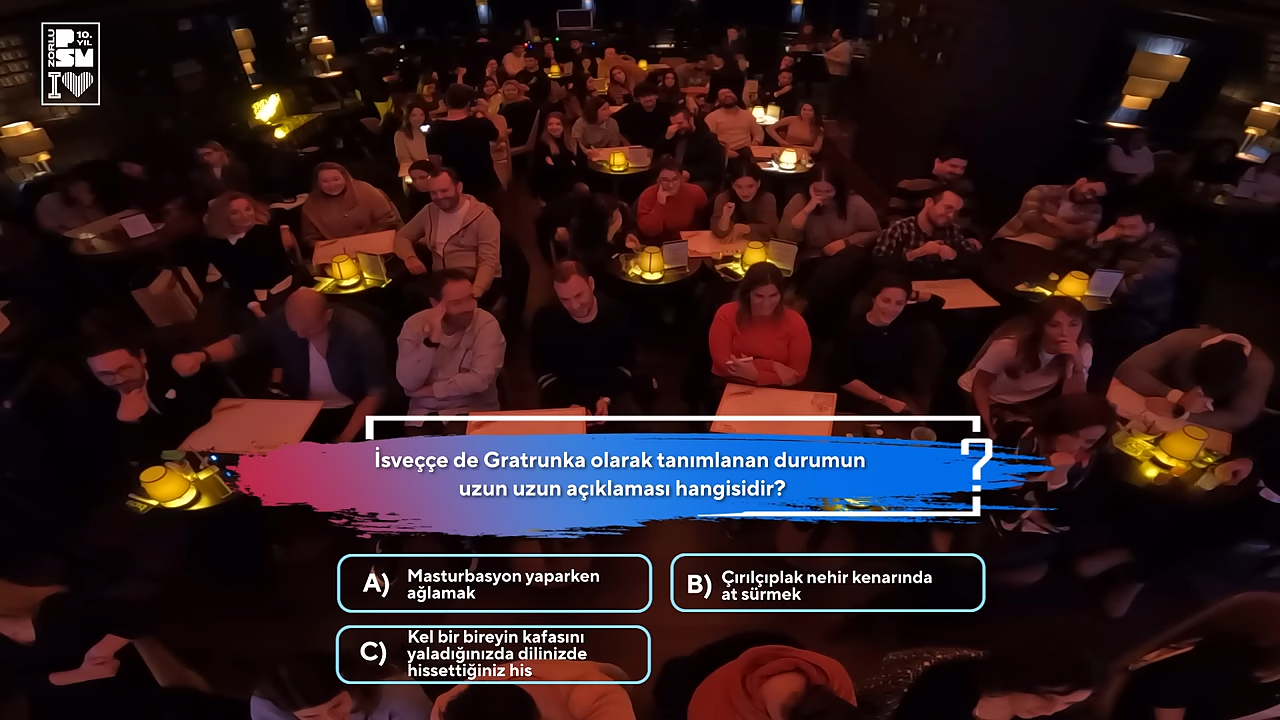 ZORLU
PSM
10.
YIL
I
İsveççe de Gratrunka olarak tanımlanan durumun
uzun uzun açıklaması hangisidir?
?
A) Masturbasyon yaparken
ağlamak
B) Çırılçıplak nehir kenarında
at sürmek
C) Kel bir bireyin kafasını
yaladığınızda dilinizde
hissettiğiniz his